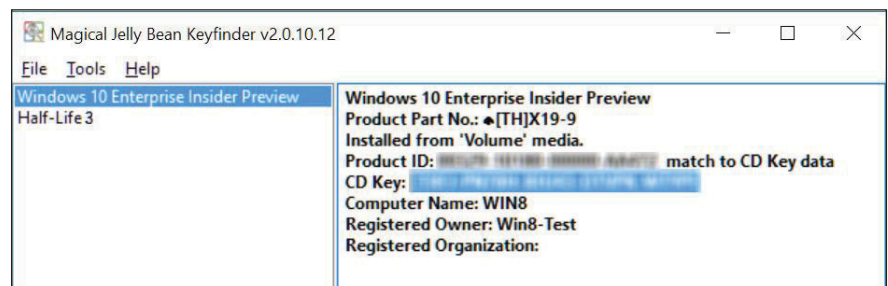 Magical Jelly Bean Keyfinder v2.0.10.12
File Tools Help
Windows 10 Enterprise Insider Preview
Half-Life 3
Windows 10 Enterprise Insider Preview
Product Part No.: ♠[TH]X19-9
Installed from 'Volume' media.
Product ID: match to CD Key data
CD Key:
Computer Name: WIN8
Registered Owner: Win8-Test
Registered Organization: